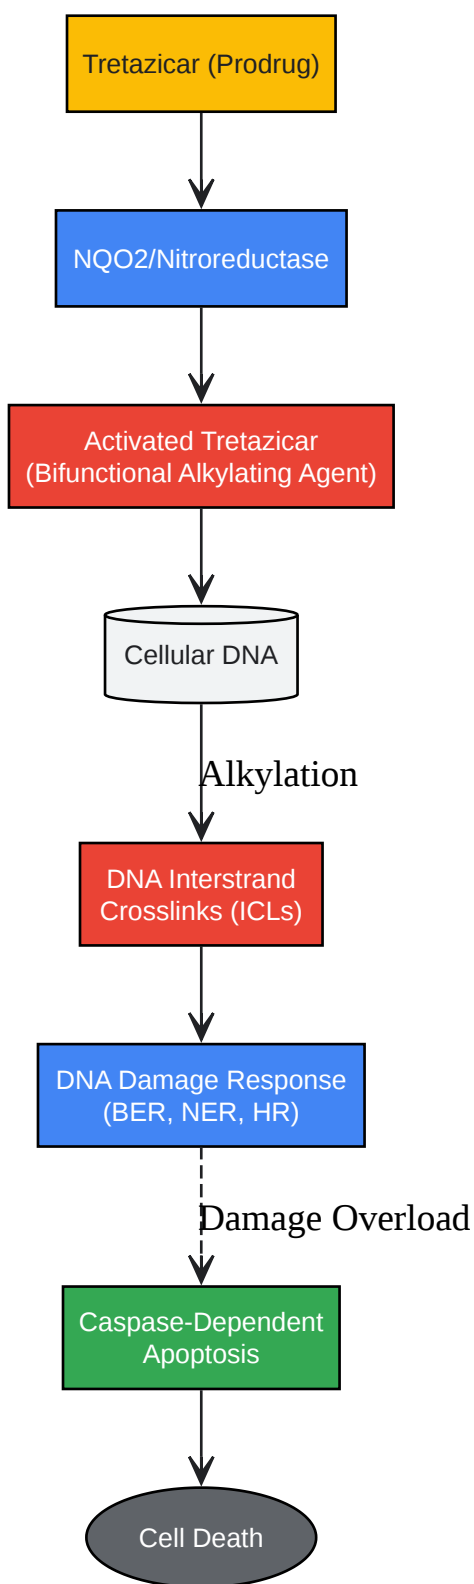 Tretazicar (Prodrug)
NQO2/Nitroreductase
Activated Tretazicar
(Bifunctional Alkylating Agent)
Cellular DNA
Alkylation
DNA Interstrand
Crosslinks (ICLs)
DNA Damage Response
(BER, NER, HR)
Damage Overload
Caspase-Dependent
Apoptosis
Cell Death